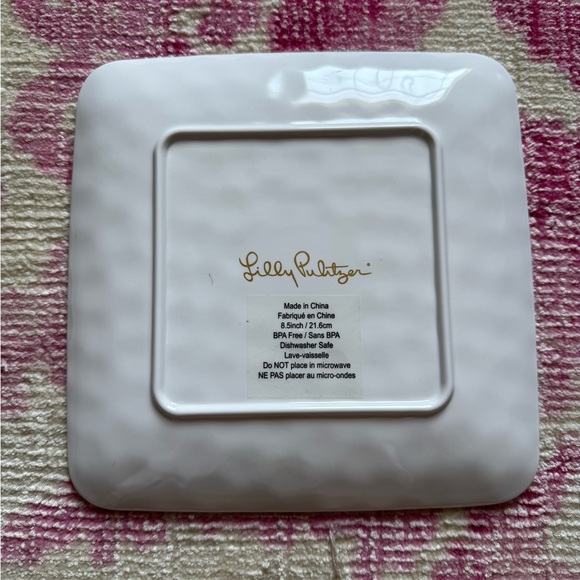 Lilly Pulitzer®
Made in China
Fabriqué en Chine
8.5inch / 21.6cm
BPA Free / Sans BPA
Dishwasher Safe
Lave-vaisselle
Do NOT place in microwave
NE PAS placer au micro-ondes